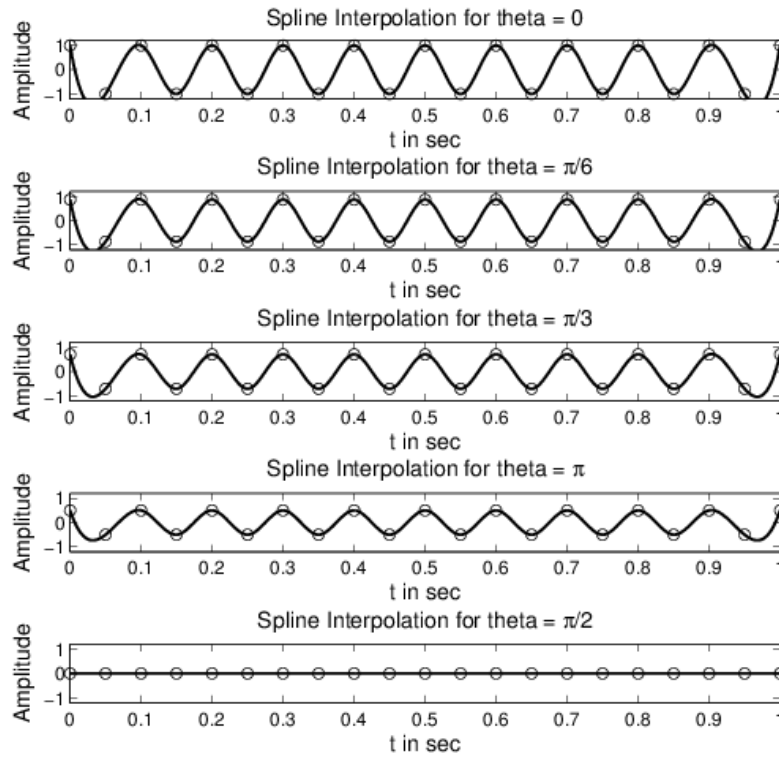 Spline Interpolation for theta = 0
Amplitude
1
0
−1
0 0.1 0.2 0.3 0.4 0.5 0.6 0.7 0.8 0.9 1
t in sec
Spline Interpolation for theta = π/6
Amplitude
1
0
−1
0 0.1 0.2 0.3 0.4 0.5 0.6 0.7 0.8 0.9 1
t in sec
Spline Interpolation for theta = π/3
Amplitude
1
0
−1
0 0.1 0.2 0.3 0.4 0.5 0.6 0.7 0.8 0.9 1
t in sec
Spline Interpolation for theta = π
Amplitude
1
0
−1
0 0.1 0.2 0.3 0.4 0.5 0.6 0.7 0.8 0.9 1
t in sec
Spline Interpolation for theta = π/2
Amplitude
1
0
−1
0 0.1 0.2 0.3 0.4 0.5 0.6 0.7 0.8 0.9 1
t in sec